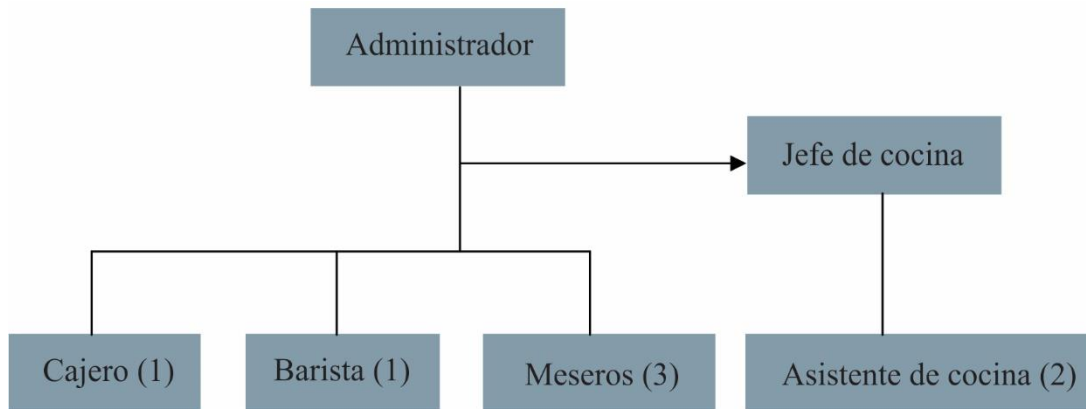 Administrador
Jefe de cocina
Cajero (1)
Barista (1)
Meseros (3)
Asistente de cocina (2)